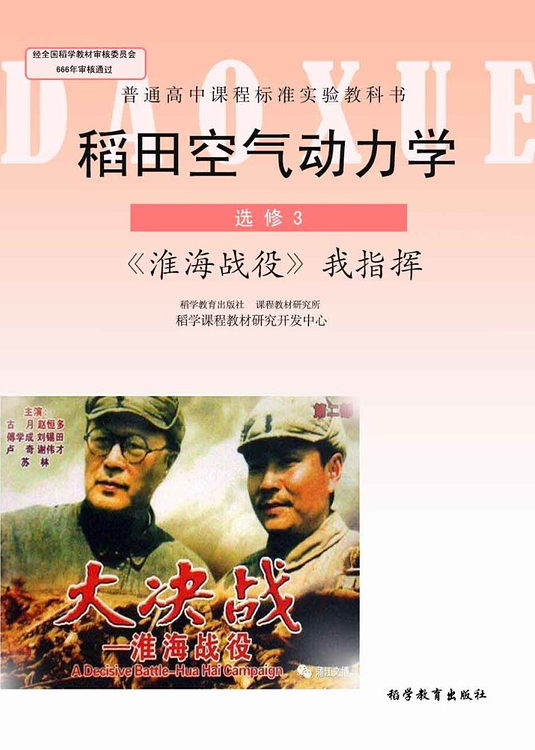 经全国稻学教材审核委员会
666年审核通过
DAOXUE
普通高中课程标准实验教科书
稻田空气动力学
选修 3
《淮海战役》我指挥
稻学教育出版社 课程教材研究所
稻学课程教材研究开发中心
主演:
古 月 赵恒多
傅学成 刘锡田
卢 奇 谢伟才
苏 林
第二部
大决战
—淮海战役
A Decisive Battle-Hua Hai Campaign
蒲江文博
稻学教育出版社